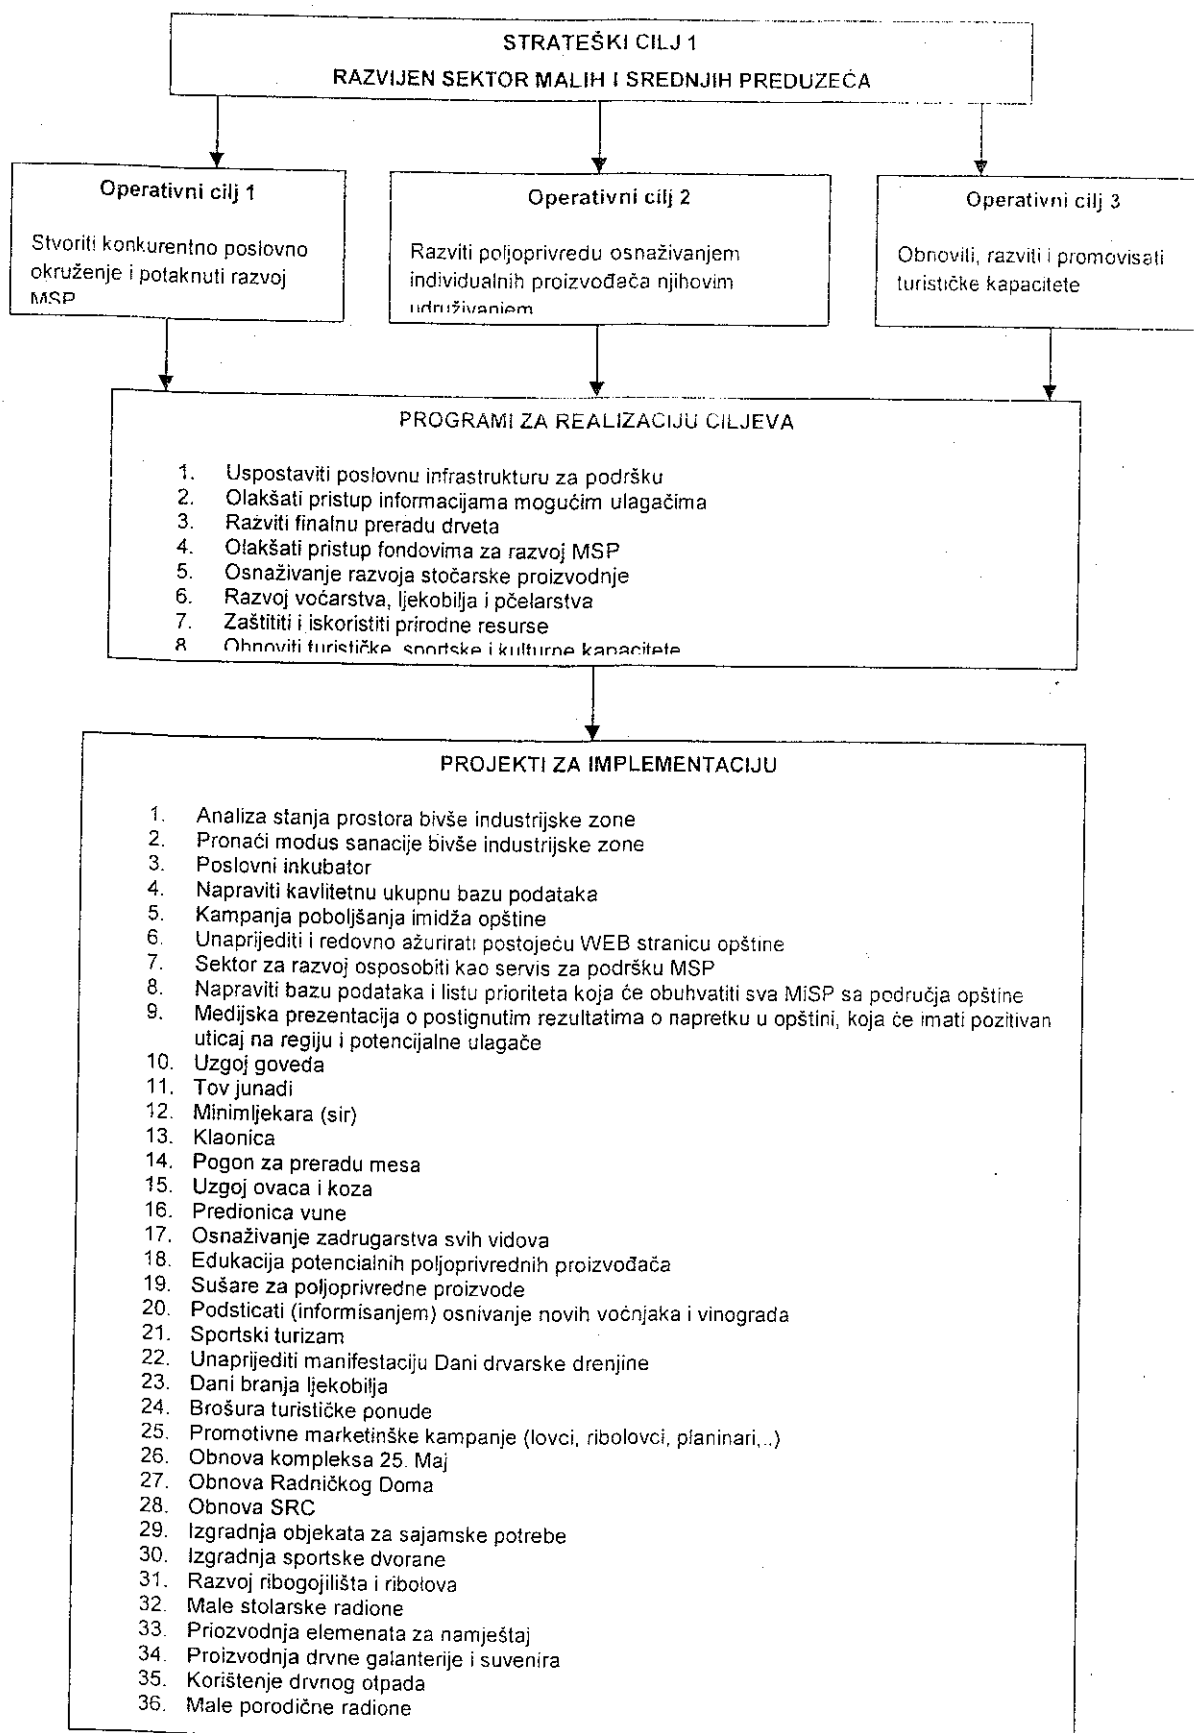 STRATEŠKI CILJ 1
RAZVIJEN SEKTOR MALIH I SREDNJIH PREDUZEĆA
Operativni cilj 1
Stvoriti konkurentno poslovno
okruženje i potaknuti razvoj
MSP
Operativni cilj 2
Razviti poljoprivredu osnaživanjem
individualnih proizvođača njihovim
udruživanjem
Operativni cilj 3
Obnovili, razviti i promovisati
turističke kapacitete
PROGRAMI ZA REALIZACIJU CILJEVA
1. Uspostaviti poslovnu infrastrukturu za podršku
2. Olakšati pristup informacijama mogućim ulagačima
3. Razviti finalnu preradu drveta
4. Olakšati pristup fondovima za razvoj MSP
5. Osnaživanje razvoja stočarske proizvodnje
6. Razvoj voćarstva, ljekobilja i pčelarstva
7. Zaštititi i iskoristiti prirodne resurse
8 Obnoviti turističke, sportske i kulturne kapacitete
PROJEKTI ZA IMPLEMENTACIJU
1. Analiza stanja prostora bivše industrijske zone
2. Pronaći modus sanacije bivše industrijske zone
3. Poslovni inkubator
4. Napraviti kavlitetnu ukupnu bazu podataka
5. Kampanja poboljšanja imidža opštine
6. Unaprijediti i redovno ažurirati postojeću WEB stranicu opštine
7. Sektor za razvoj osposobiti kao servis za podršku MSP
8. Napraviti bazu podataka i listu prioriteta koja će obuhvatiti sva MiSP sa područja opštine
9. Medijska prezentacija o postignutim rezultatima o napretku u opštini, koja će imati pozitivan
uticaj na regiju i potencijalne ulagače
10. Uzgoj goveda
11. Tov junadi
12. Minimljekara (sir)
13. Klaonica
14. Pogon za preradu mesa
15. Uzgoj ovaca i koza
16. Predionica vune
17. Osnaživanje zadrugarstva svih vidova
18. Edukacija potencialnih poljoprivrednih proizvođača
19. Sušare za poljoprivredne proizvode
20. Podsticati (informisanjem) osnivanje novih voćnjaka i vinograda
21. Sportski turizam
22. Unaprijediti manifestaciju Dani drvarske drenjine
23. Dani branja ljekobilja
24. Brošura turističke ponude
25. Promotivne marketinške kampanje (lovci, ribolovci, planinari,..)
26. Obnova kompleksa 25. Maj
27. Obnova Radničkog Doma
28. Obnova SRC
29. Izgradnja objekata za sajamske potrebe
30. Izgradnja sportske dvorane
31. Razvoj ribogojilišta i ribolova
32. Male stolarske radione
33. Priozvodnja elemenata za namještaj
34. Proizvodnja drvne galanterije i suvenira
35. Korištenje drvnog otpada
36. Male porodične radione